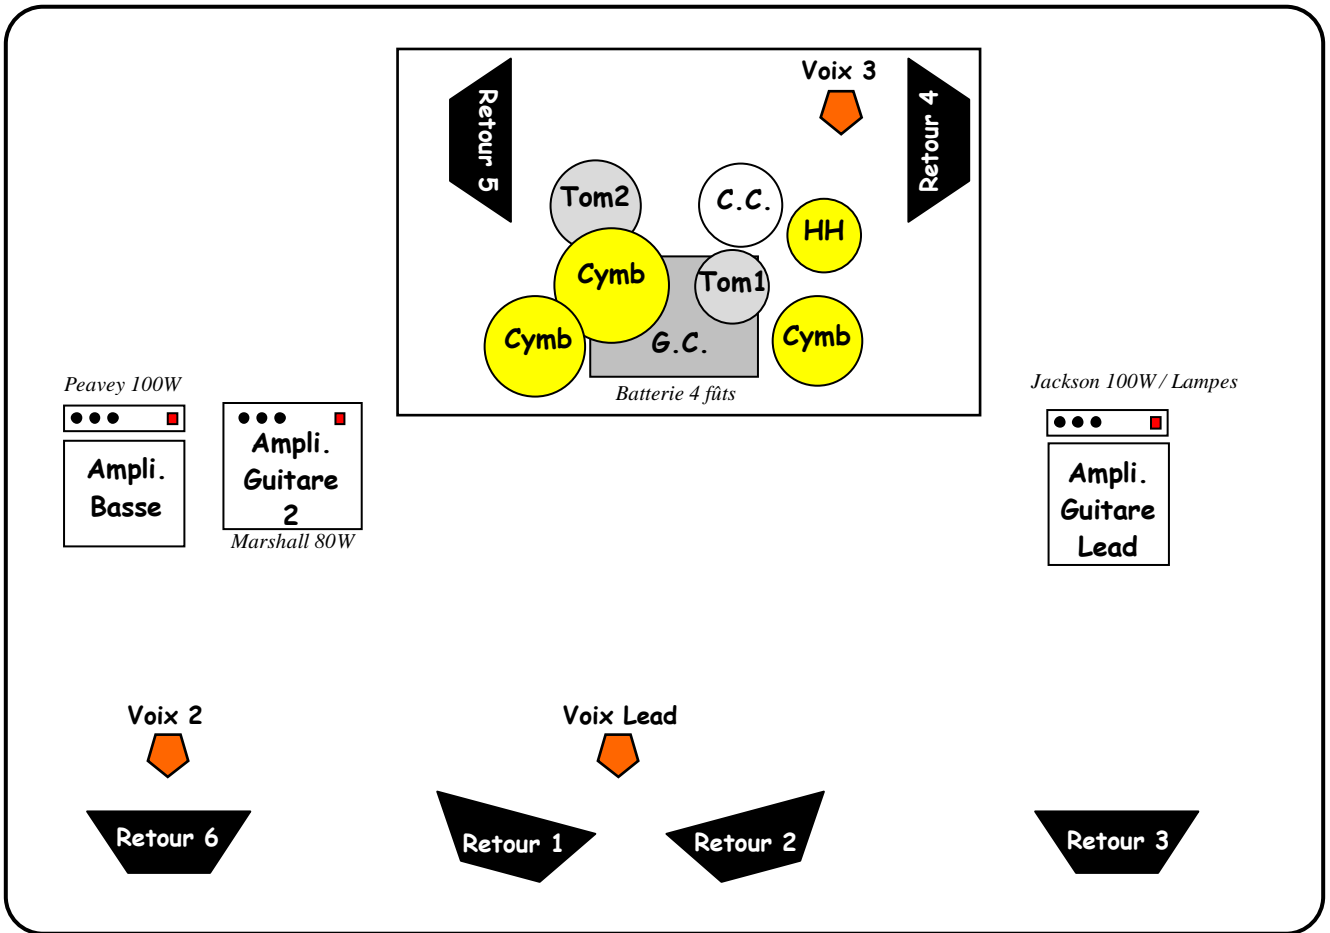 Voix 3
Retour 5
Retour 4
Tom2
C.C.
HH
Cymb
Tom1
Cymb
G.C.
Cymb
Batterie 4 fûts
Peavey 100W
Jackson 100W / Lampes
Ampli.
Basse
Ampli.
Guitare
2
Marshall 80W
Ampli.
Guitare
Lead
Voix 2
Voix Lead
Retour 6
Retour 1
Retour 2
Retour 3